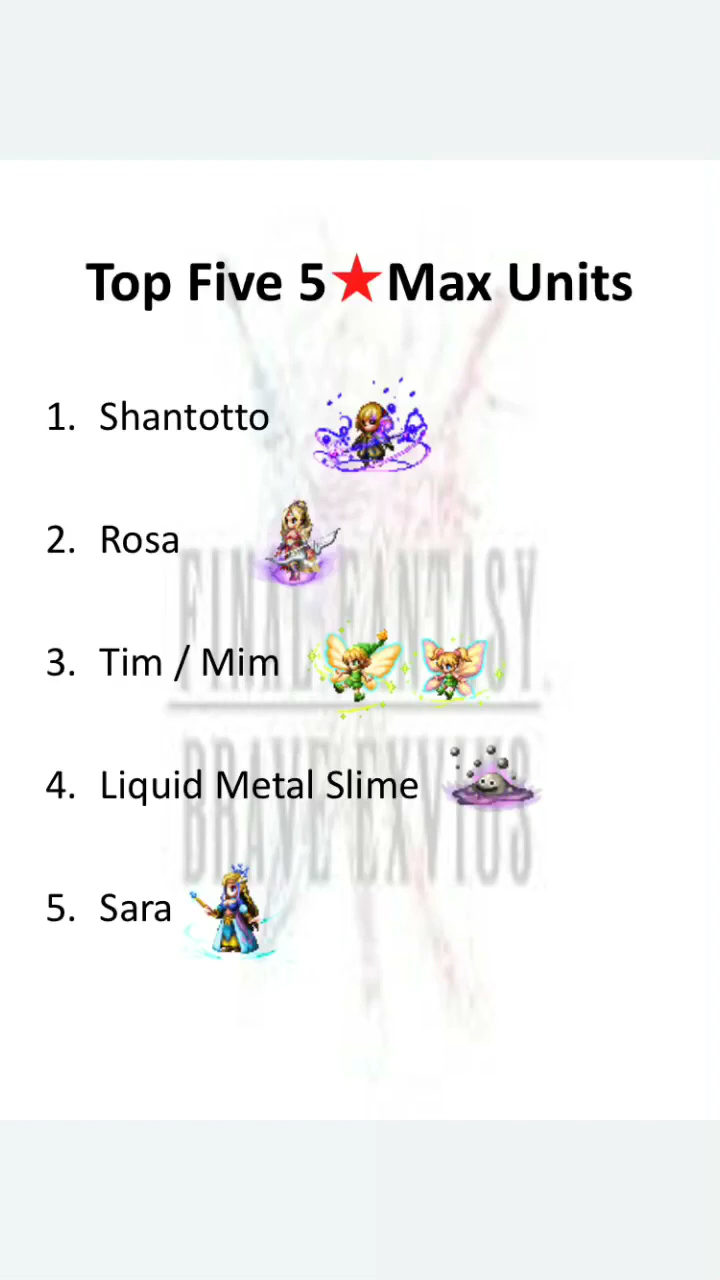 Top Five 5★Max Units
1. Shantotto
2. Rosa
FINAL FANTASY
3. Tim / Mim
BRAVE EXVIUS
4. Liquid Metal Slime
5. Sara